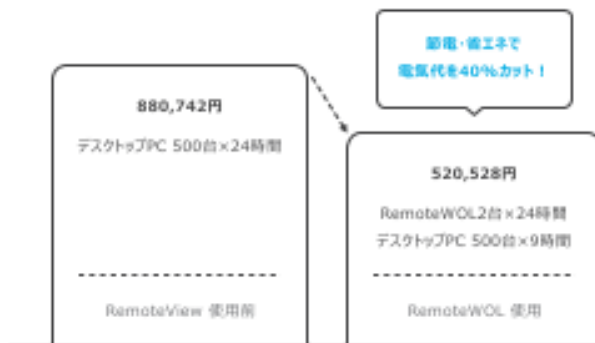 節電・省エネで
電気代を40%カット！
880,742円
デスクトップPC 500台×24時間
RemoteView 使用前
520,528円
RemoteWOL2台×24時間
デスクトップPC 500台×9時間
RemoteWOL 使用